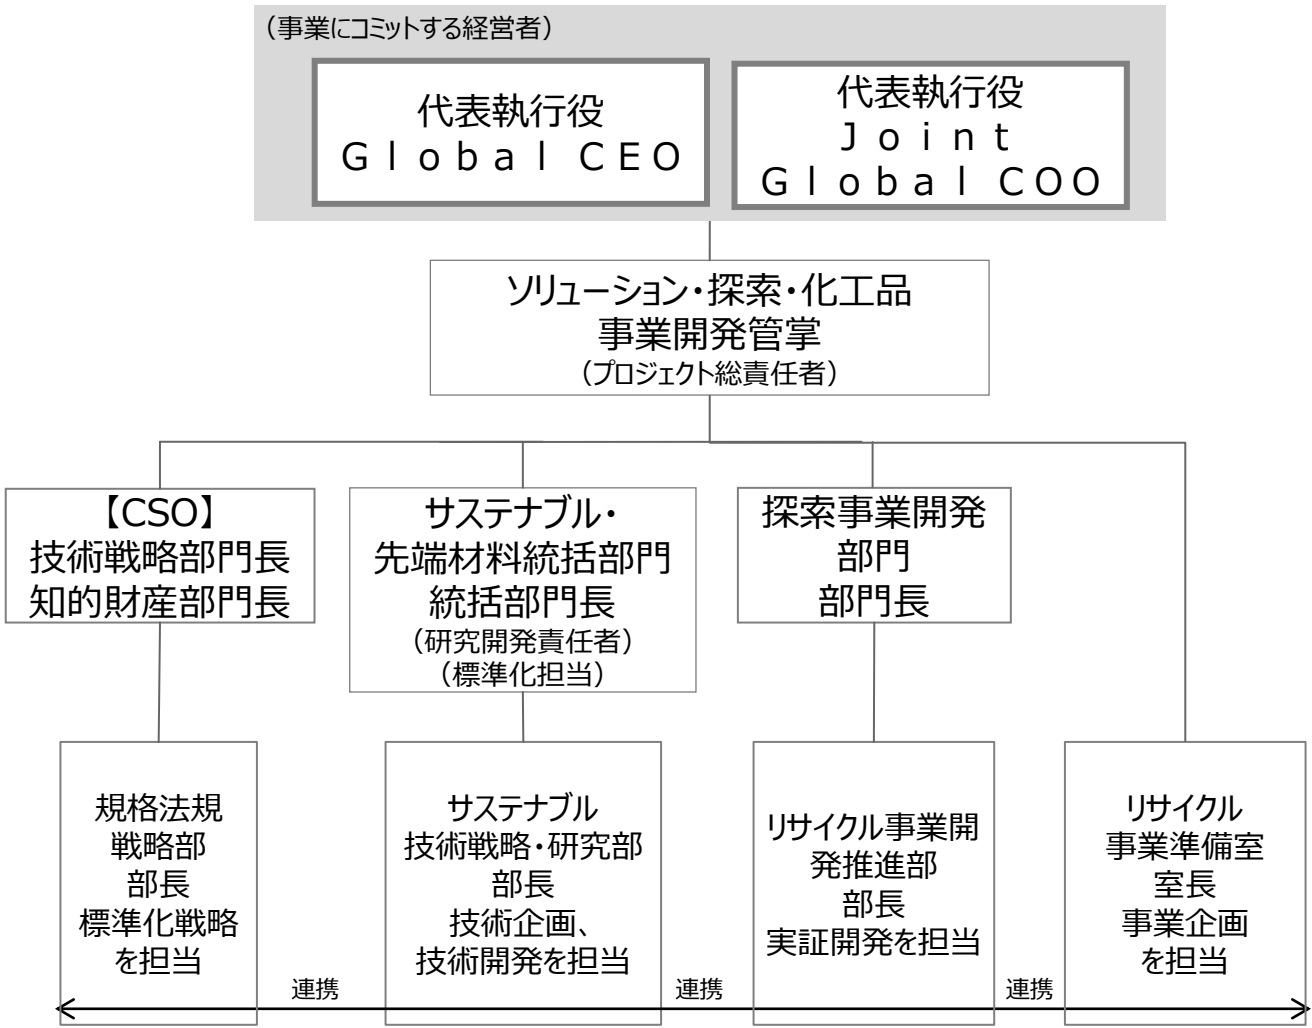 （事業にコミットする経営者）
代表執行役
Ｇｌｏｂａｌ ＣＥＯ
代表執行役
Ｊｏｉｎｔ
Ｇｌｏｂａｌ ＣＯＯ
ソリューション・探索・化工品
事業開発管掌
（プロジェクト総責任者）
【CSO】
技術戦略部門長
知的財産部門長
サステナブル・
先端材料統括部門
統括部門長
（研究開発責任者）
（標準化担当）
探索事業開発
部門
部門長
規格法規
戦略部
部長
標準化戦略
を担当
サステナブル
技術戦略・研究部
部長
技術企画、
技術開発を担当
リサイクル事業開
発推進部
部長
実証開発を担当
リサイクル
事業準備室
室長
事業企画
を担当
連携
連携
連携